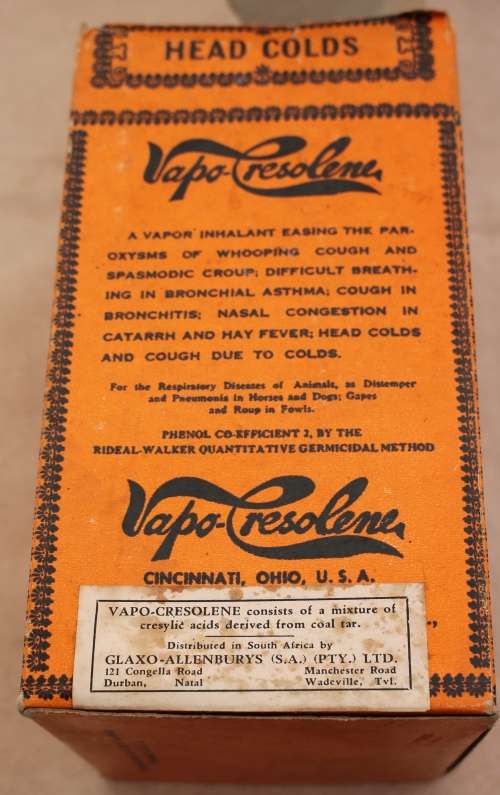 HEAD COLDS
Vapo-Cresolene
A VAPOR INHALANT EASING THE PAR-
OXYSMS OF WHOOPING COUGH AND
SPASMODIC CROUP; DIFFICULT BREATH-
ING IN BRONCHIAL ASTHMA; COUGH IN
BRONCHITIS; NASAL CONGESTION IN
CATARRH AND HAY FEVER; HEAD COLDS
AND COUGH DUE TO COLDS.
For the Respiratory Diseases of Animals, as Distemper
and Pneumonia in Horses and Dogs; Gapes
and Roup in Fowls.
PHENOL CO-EFFICIENT 2, BY THE
RIDEAL-WALKER QUANTITATIVE GERMICIDAL METHOD
Vapo-Cresolene
CINCINNATI, OHIO, U. S. A.
VAPO-CRESOLENE consists of a mixture of
cresylic acids derived from coal tar.
Distributed in South Africa by
GLAXO-ALLENBURYS (S.A.) (PTY.) LTD.
121 Congella Road Manchester Road
Durban, Natal Wadeville, Tvl.